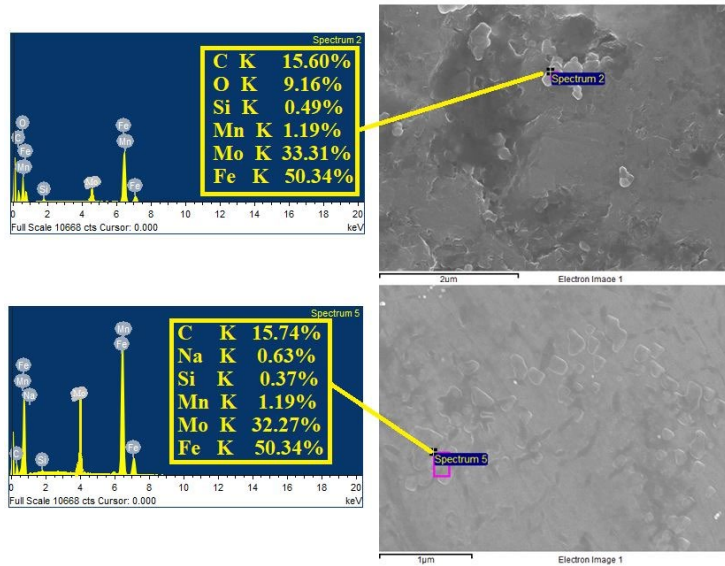 Spectrum 2
C K 15.60%
O K 9.16%
Si K 0.49%
Mn K 1.19%
Mo K 33.31%
Fe K 50.34%
O
C
Fe
Mn
Si
Mo
Fe
Mn
Fe
0 2 4 6 8 10 12 14 16 18 20
Full Scale 10668 cts Cursor: 0.000 keV
Spectrum 2
2um
Electron Image 1
Spectrum 5
C K 15.74%
Na K 0.63%
Si K 0.37%
Mn K 1.19%
Mo K 32.27%
Fe K 50.34%
Fe
Mn
Na
C
Si
Mn
Fe
Fe
0 2 4 6 8 10 12 14 16 18 20
Full Scale 10668 cts Cursor: 0.000 keV
Spectrum 5
1µm
Electron Image 1